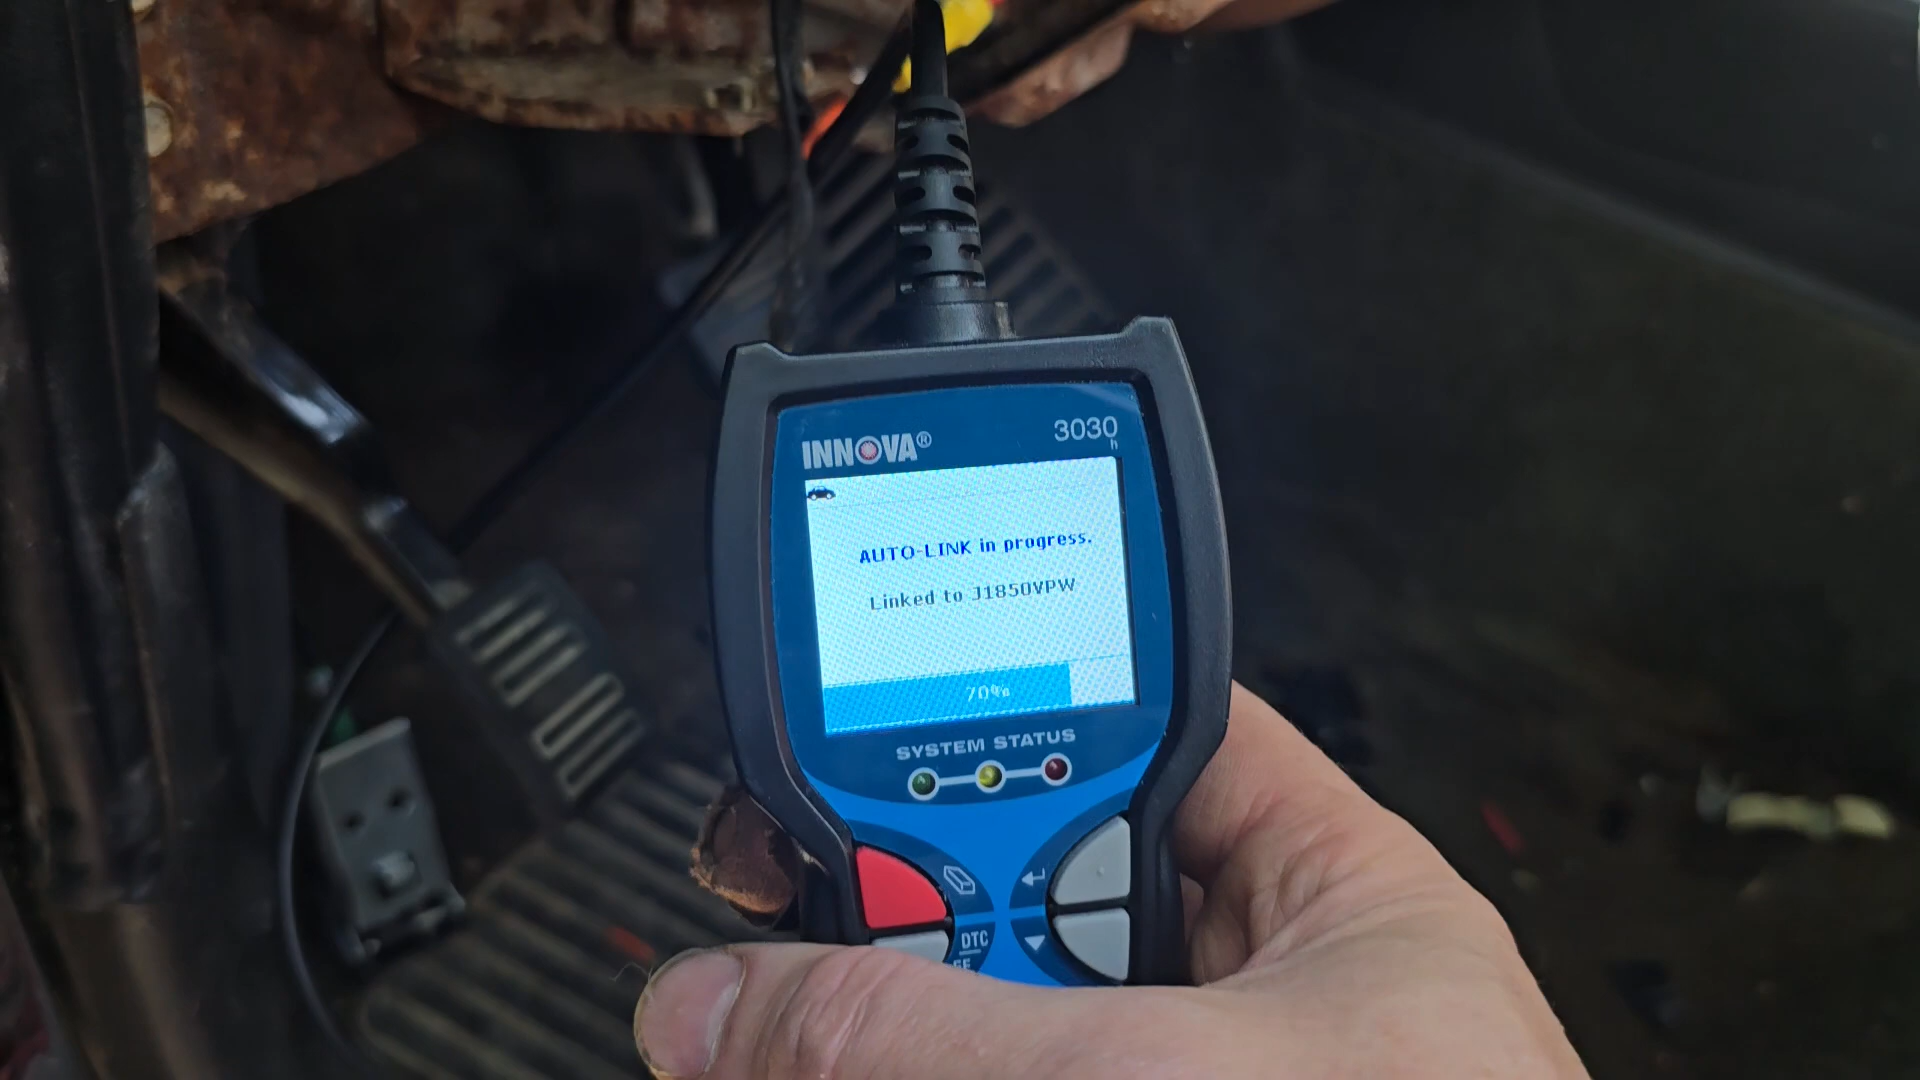 INNOVA®
3030
h
AUTO-LINK in progress.
Linked to J1850VPW
70%
SYSTEM STATUS
DTC